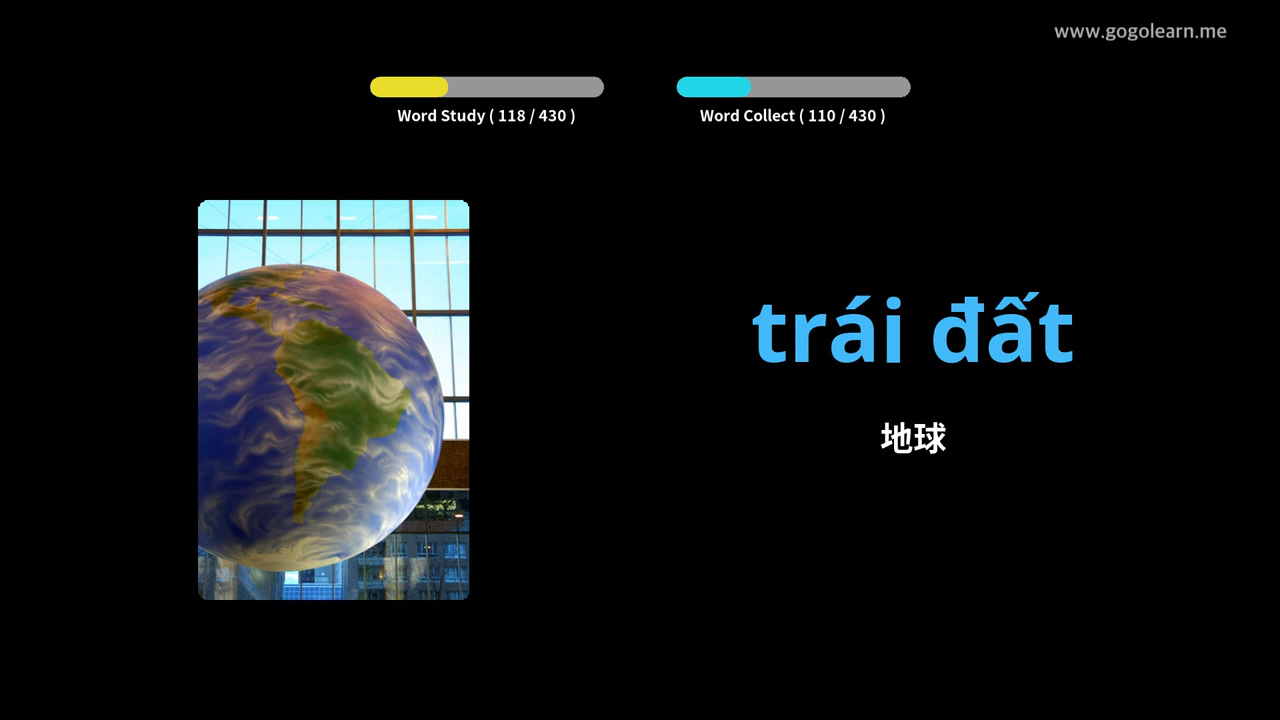 www.gogolearn.me
Word Study ( 118 / 430 )
Word Collect ( 110 / 430 )
trái đất
地球